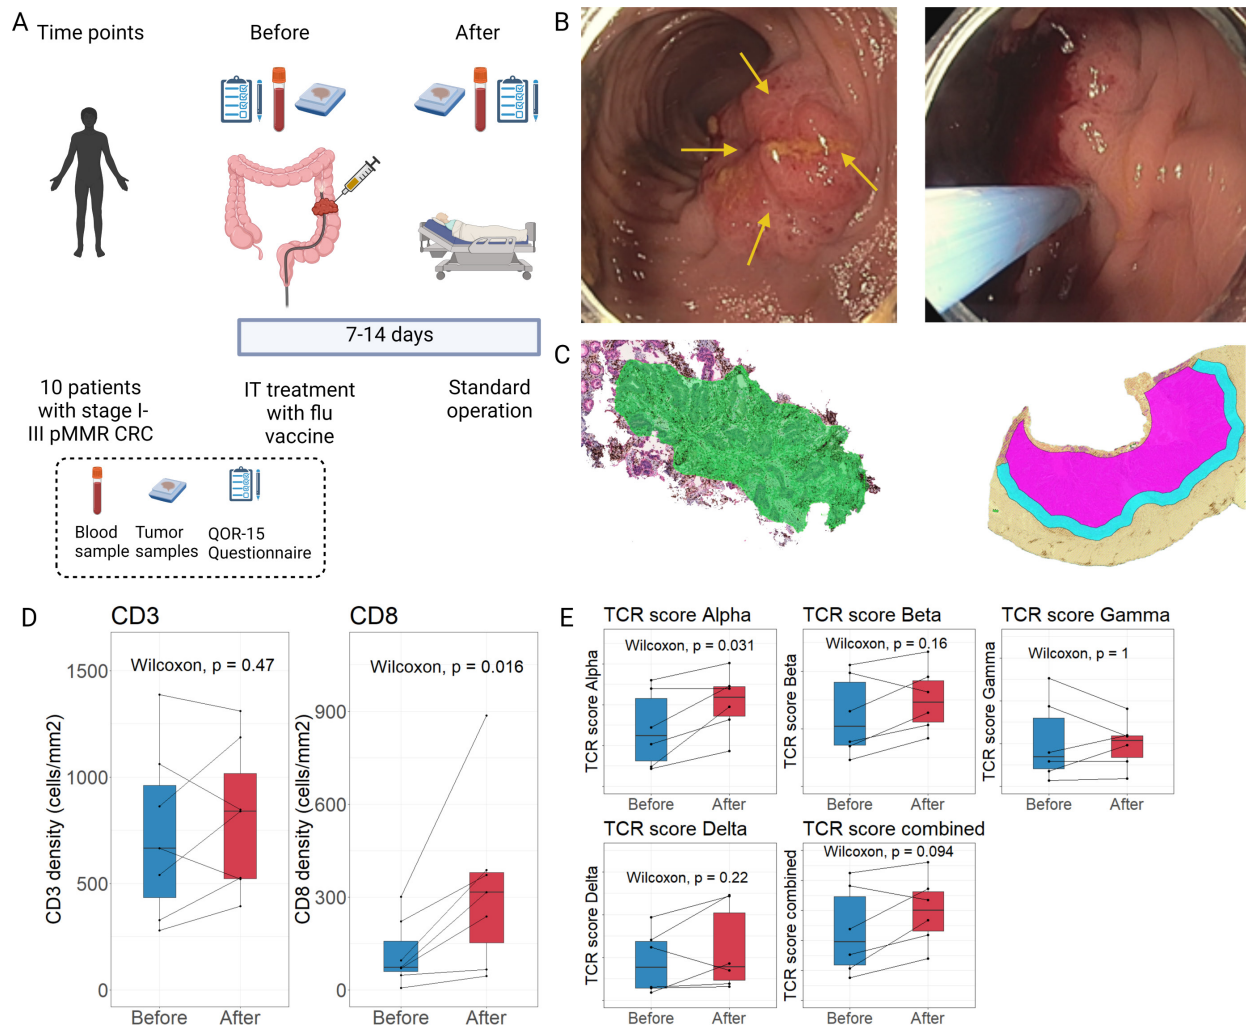 A
Time points
Before
After
7-14 days
10 patients
with stage I-
III pMMR CRC
IT treatment
with flu
vaccine
Standard
operation
Blood
sample
Tumor
samples
QOR-15
Questionnaire
B
C
D
CD3
Wilcoxon, p = 0.47
CD3 density (cells/mm2)
1500
1000
500
0
Before
After
CD8
Wilcoxon, p = 0.016
CD8 density (cells/mm2)
900
600
300
0
Before
After
E
TCR score Alpha
Wilcoxon, p = 0.031
TCR score Alpha
Before
After
TCR score Beta
Wilcoxon, p = 0.16
TCR score Beta
Before
After
TCR score Gamma
Wilcoxon, p = 1
TCR score Gamma
Before
After
TCR score Delta
Wilcoxon, p = 0.22
TCR score Delta
Before
After
TCR score combined
Wilcoxon, p = 0.094
TCR score combined
Before
After